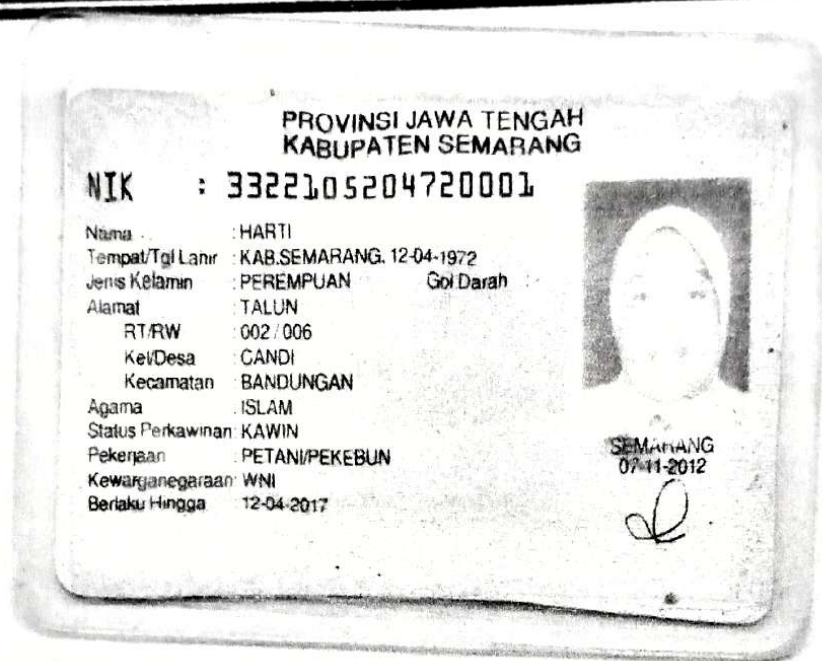 PROVINSI JAWA TENGAH
KABUPATEN SEMARANG
NIK : 3322105204720001
Nama : HARTI
Tempat/Tgl Lahir : KAB.SEMARANG, 12-04-1972
Jenis Kelamin : PEREMPUAN Gol.Darah :
Alamat : TALUN
RT/RW : 002 / 006
Kel/Desa : CANDI
Kecamatan : BANDUNGAN
Agama : ISLAM
Status Perkawinan : KAWIN
Pekerjaan : PETANI/PEKEBUN
Kewarganegaraan : WNI
Berlaku Hingga : 12-04-2017
SEMARANG
07-11-2012